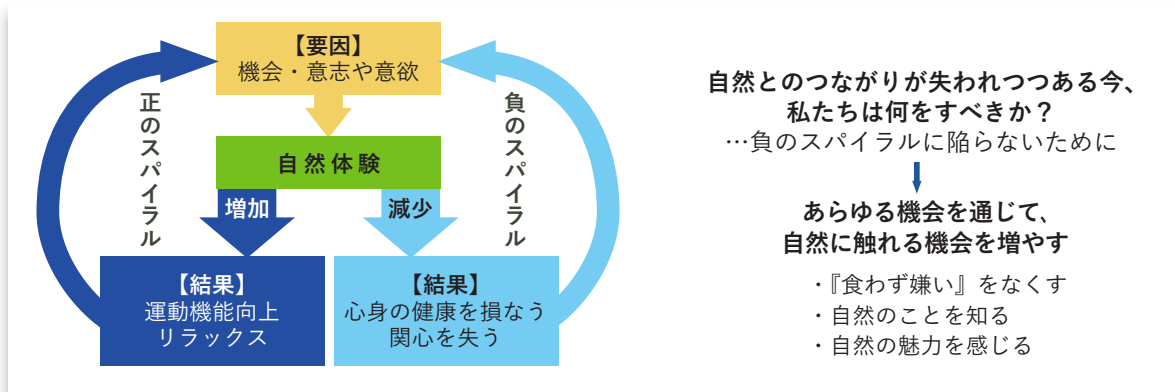 【要因】
機会・意志や意欲
正のスパイラル
負のスパイラル
自然体験
増加
減少
【結果】
運動機能向上
リラックス
【結果】
心身の健康を損なう
関心を失う
自然とのつながりが失われつつある今、
私たちは何をすべきか？
…負のスパイラルに陥らないために
あらゆる機会を通じて、
自然に触れる機会を増やす
・『食わず嫌い』をなくす
・自然のことを知る
・自然の魅力を感じる